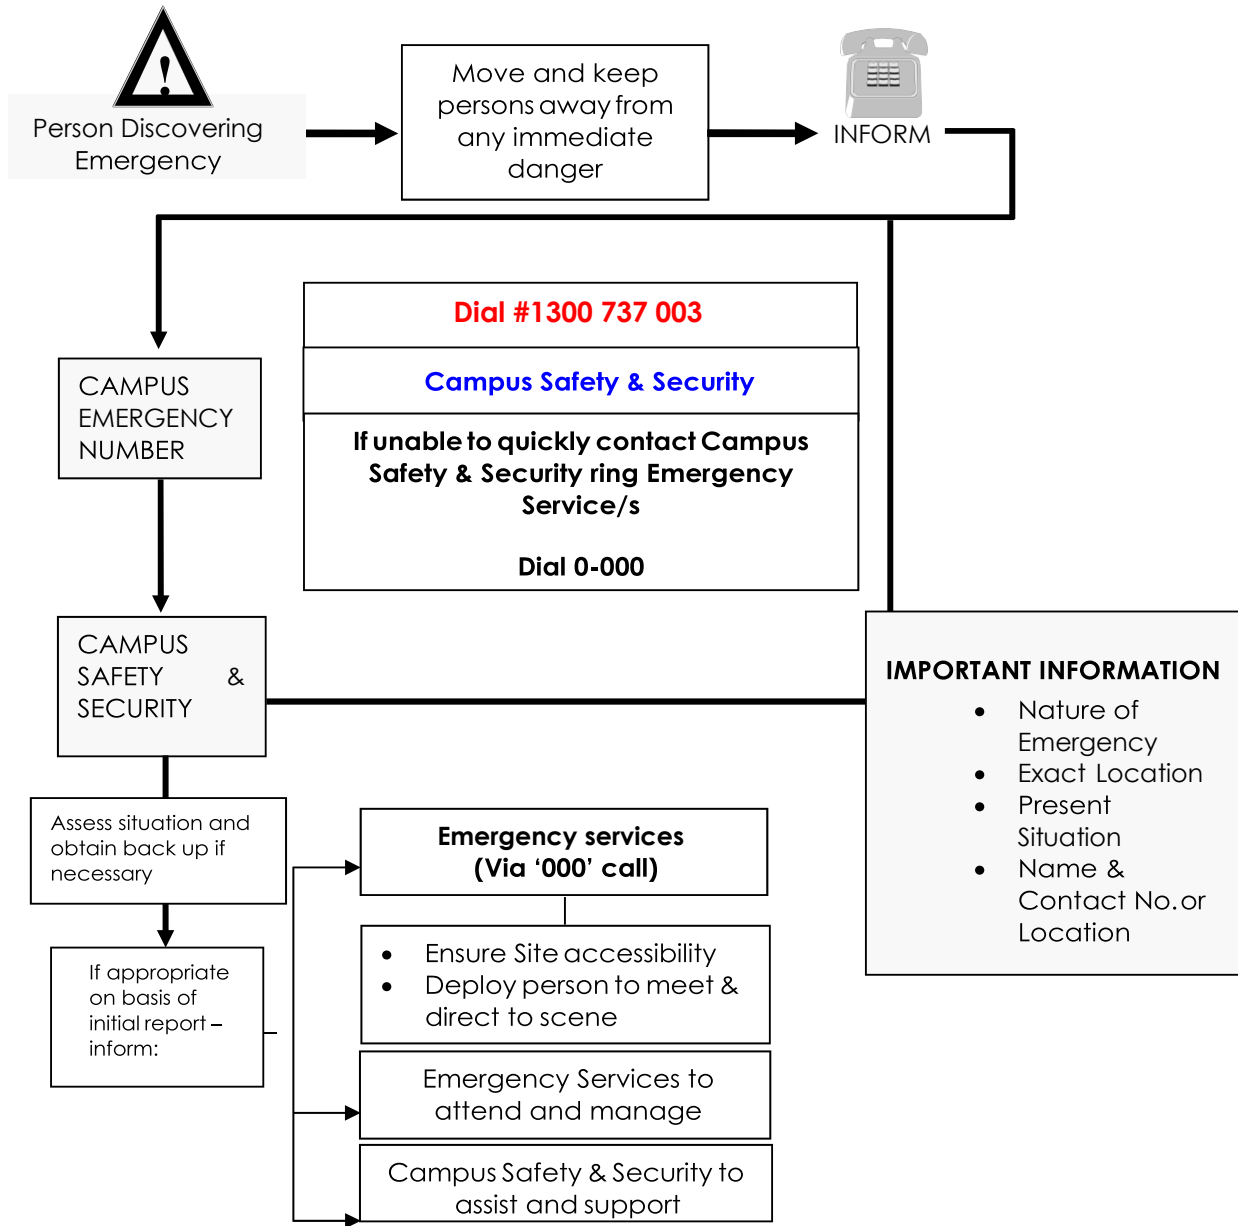 !
Person Discovering
Emergency
Move and keep
persons away from
any immediate
danger
INFORM
Dial #1300 737 003
Campus Safety & Security
If unable to quickly contact Campus
Safety & Security ring Emergency
Service/s
Dial 0-000
CAMPUS
EMERGENCY
NUMBER
CAMPUS
SAFETY &
SECURITY
IMPORTANT INFORMATION
• Nature of
Emergency
• Exact Location
• Present
Situation
• Name &
Contact No.or
Location
Assess situation and
obtain back up if
necessary
If appropriate
on basis of
initial report –
inform:
Emergency services
(Via ‘000’ call)
• Ensure Site accessibility
• Deploy person to meet &
direct to scene
Emergency Services to
attend and manage
Campus Safety & Security to
assist and support